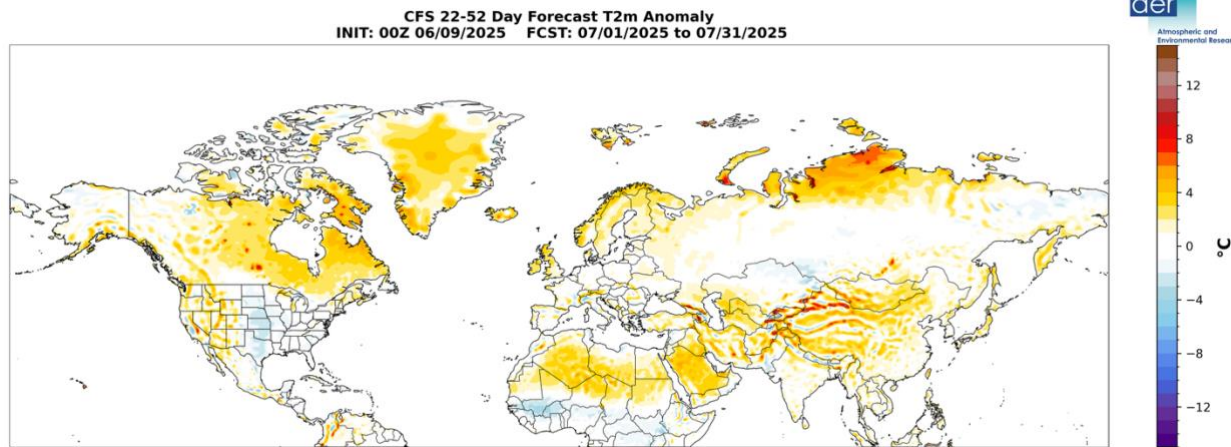 CFS 22-52 Day Forecast T2m Anomaly
INIT: 00Z 06/09/2025 FCST: 07/01/2025 to 07/31/2025
aer
Atmospheric and
Environmental Resear
12
8
4
0
−4
−8
−12
°C